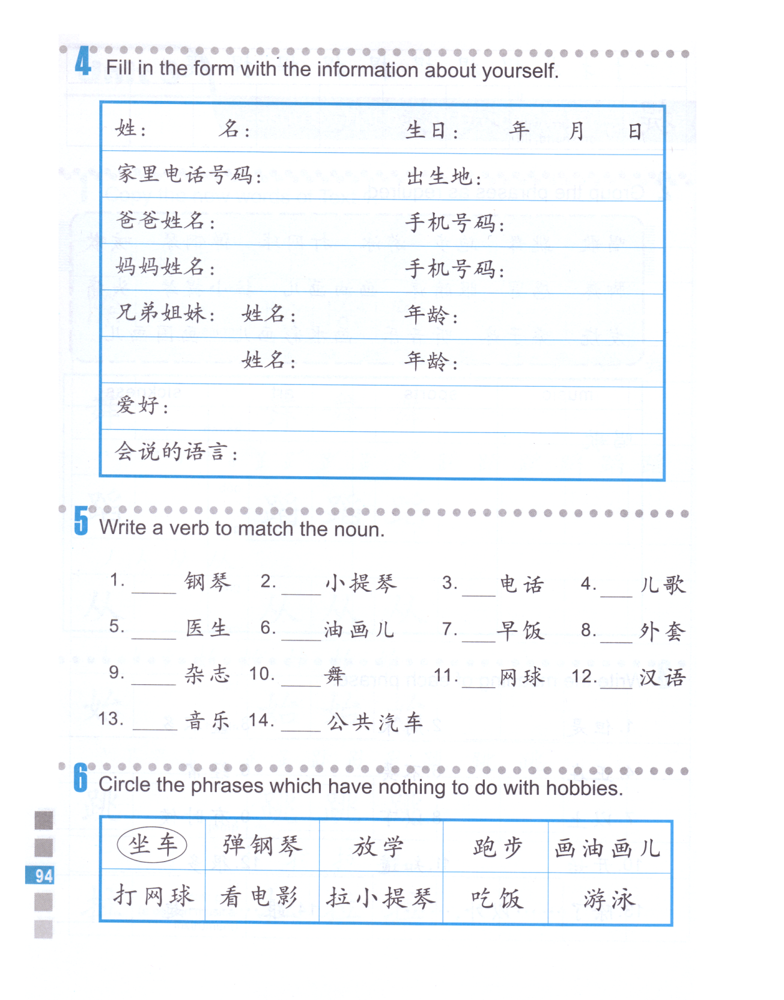 4 Fill in the form with the information about yourself.
姓: 名: 生日: 年 月 日
家里电话号码: 出生地:
爸爸姓名: 手机号码:
妈妈姓名: 手机号码:
兄弟姐妹: 姓名: 年龄:
姓名: 年龄:
爱好:
会说的语言:
5 Write a verb to match the noun.
1. ____ 钢琴 2. ____ 小提琴 3. ____ 电话 4. ____ 儿歌
5. ____ 医生 6. ____ 油画儿 7. ____ 早饭 8. ____ 外套
9. ____ 杂志 10. ____ 舞 11. ____ 网球 12. ____ 汉语
13. ____ 音乐 14. ____ 公共汽车
6 Circle the phrases which have nothing to do with hobbies.
坐车 弹钢琴 放学 跑步 画油画儿
打网球 看电影 拉小提琴 吃饭 游泳
94